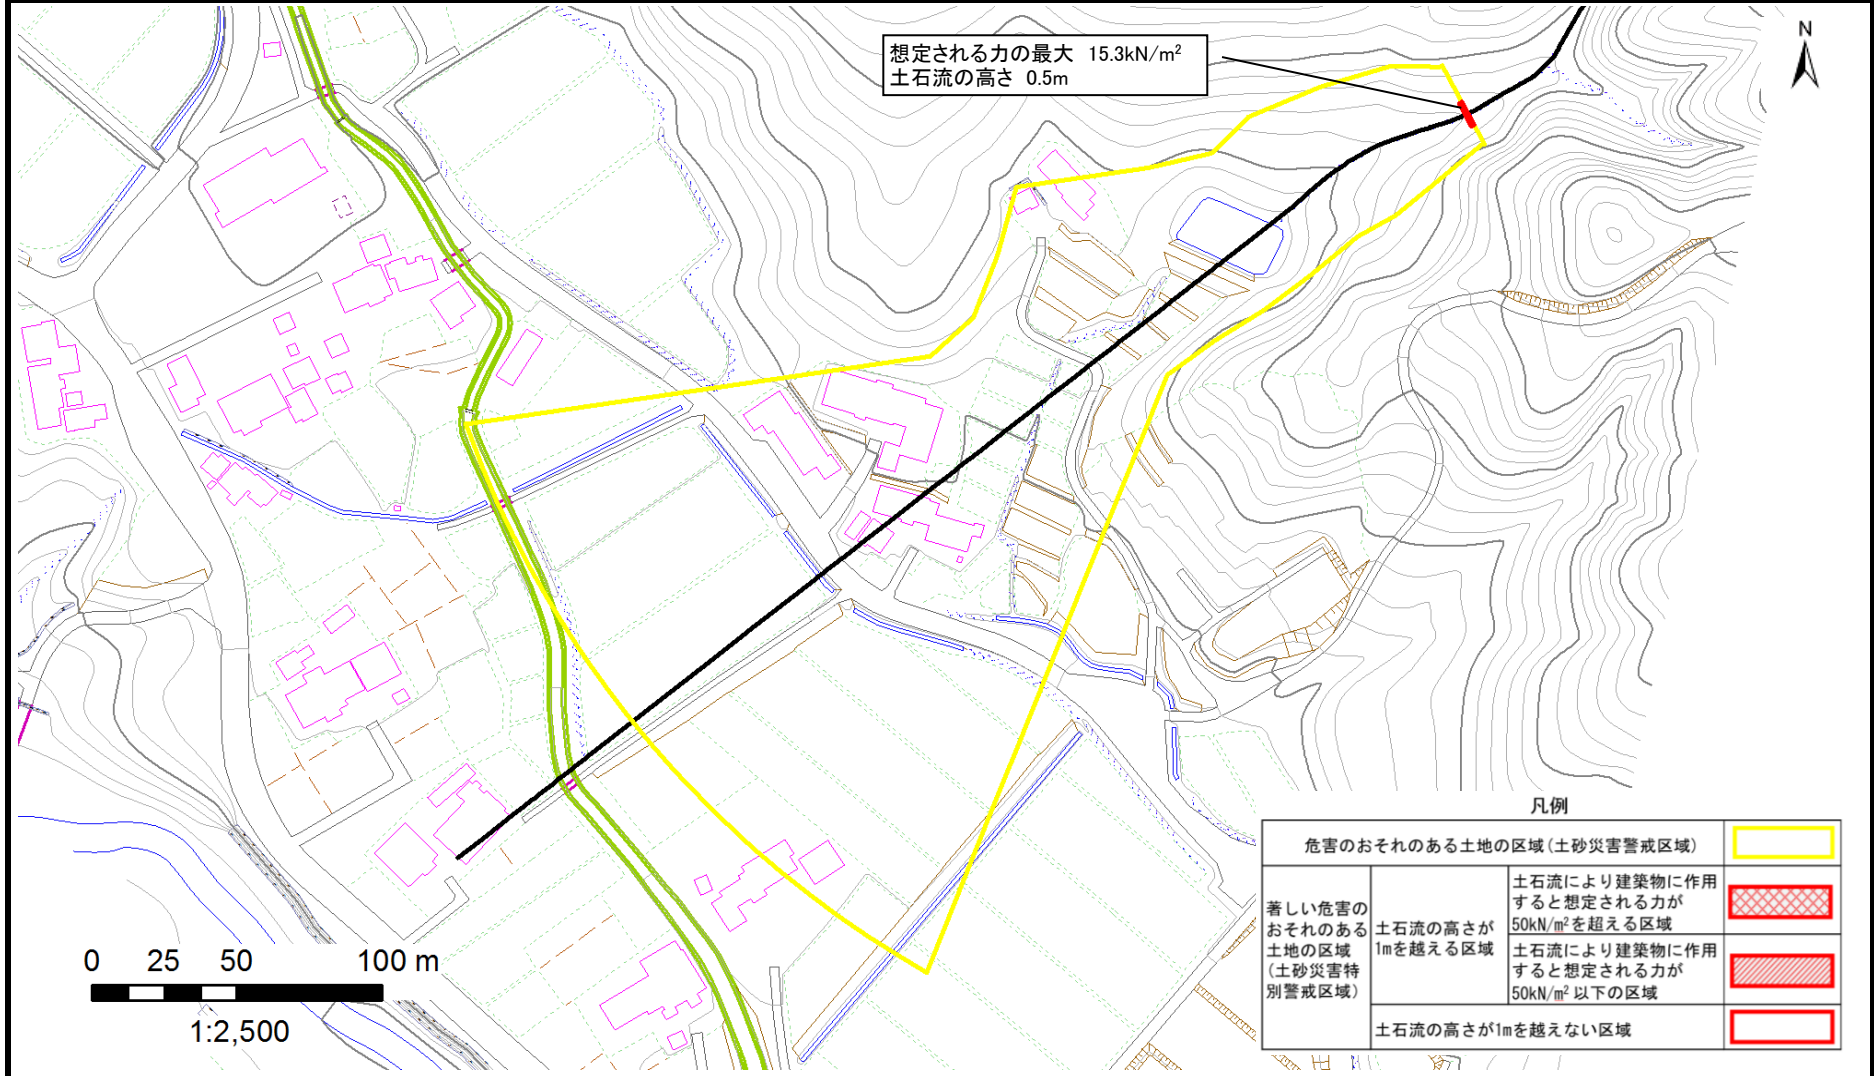 想定される力の最大 15.3kN/m²
土石流の高さ 0.5m
N
0 25 50 100 m
1:2,500
凡例
危害のおそれのある土地の区域(土砂災害警戒区域)
著しい危害の
おそれのある
土地の区域
(土砂災害特
別警戒区域)
土石流の高さが
1mを越える区域
土石流により建築物に作用
すると想定される力が
50kN/m²を超える区域
土石流により建築物に作用
すると想定される力が
50kN/m²以下の区域
土石流の高さが1mを越えない区域